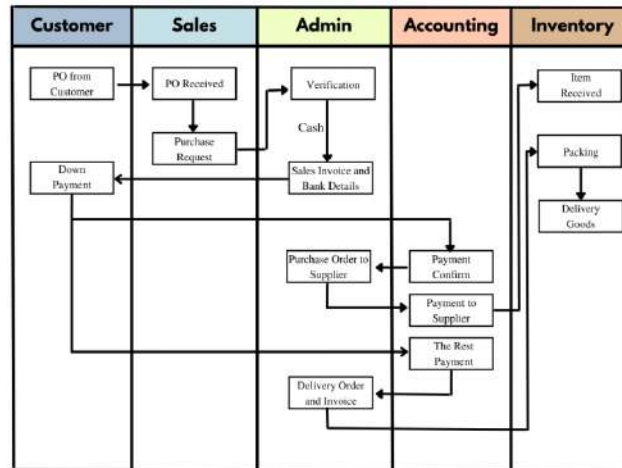 Customer
Sales
Admin
Accounting
Inventory
PO from
Customer
PO Received
Verification
Item
Received
Cash
Purchase
Request
Packing
Down
Payment
Sales Invoice and
Bank Details
Delivery
Goods
Purchase Order to
Supplier
Payment
Confirm
Payment to
Supplier
The Rest
Payment
Delivery Order
and Invoice